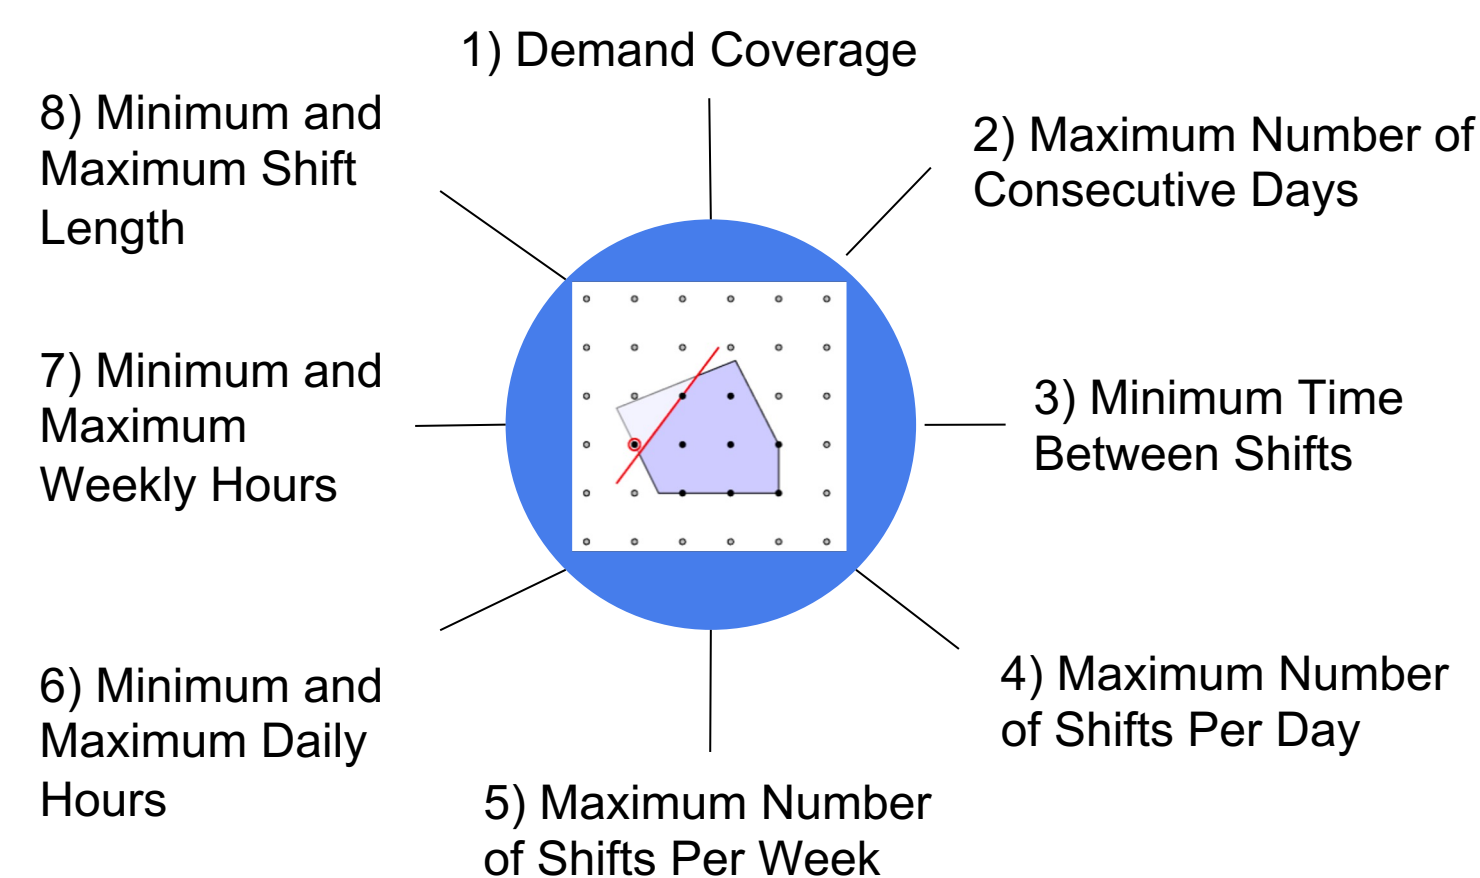 1) Demand Coverage
2) Maximum Number of
Consecutive Days
3) Minimum Time
Between Shifts
4) Maximum Number
of Shifts Per Day
5) Maximum Number
of Shifts Per Week
6) Minimum and
Maximum Daily
Hours
7) Minimum and
Maximum
Weekly Hours
8) Minimum and
Maximum Shift
Length